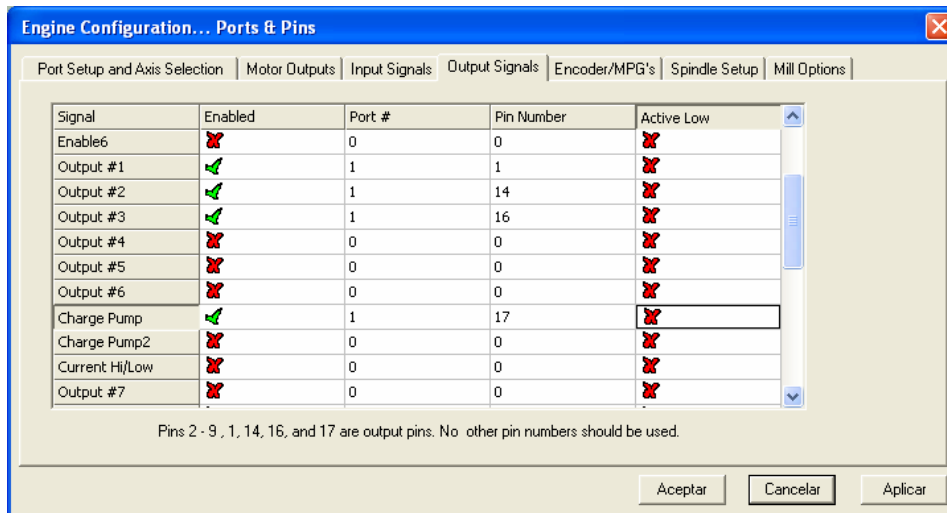 Engine Configuration... Ports & Pins
Port Setup and Axis Selection Motor Outputs Input Signals Output Signals Encoder/MPG's Spindle Setup Mill Options
Signal Enabled Port # Pin Number Active Low
Enable6 0 0
Output #1 1 1
Output #2 1 14
Output #3 1 16
Output #4 0 0
Output #5 0 0
Output #6 0 0
Charge Pump 1 17
Charge Pump2 0 0
Current Hi/Low 0 0
Output #7 0 0
Pins 2 - 9 , 1, 14, 16, and 17 are output pins. No other pin numbers should be used.
Aceptar Cancelar Aplicar